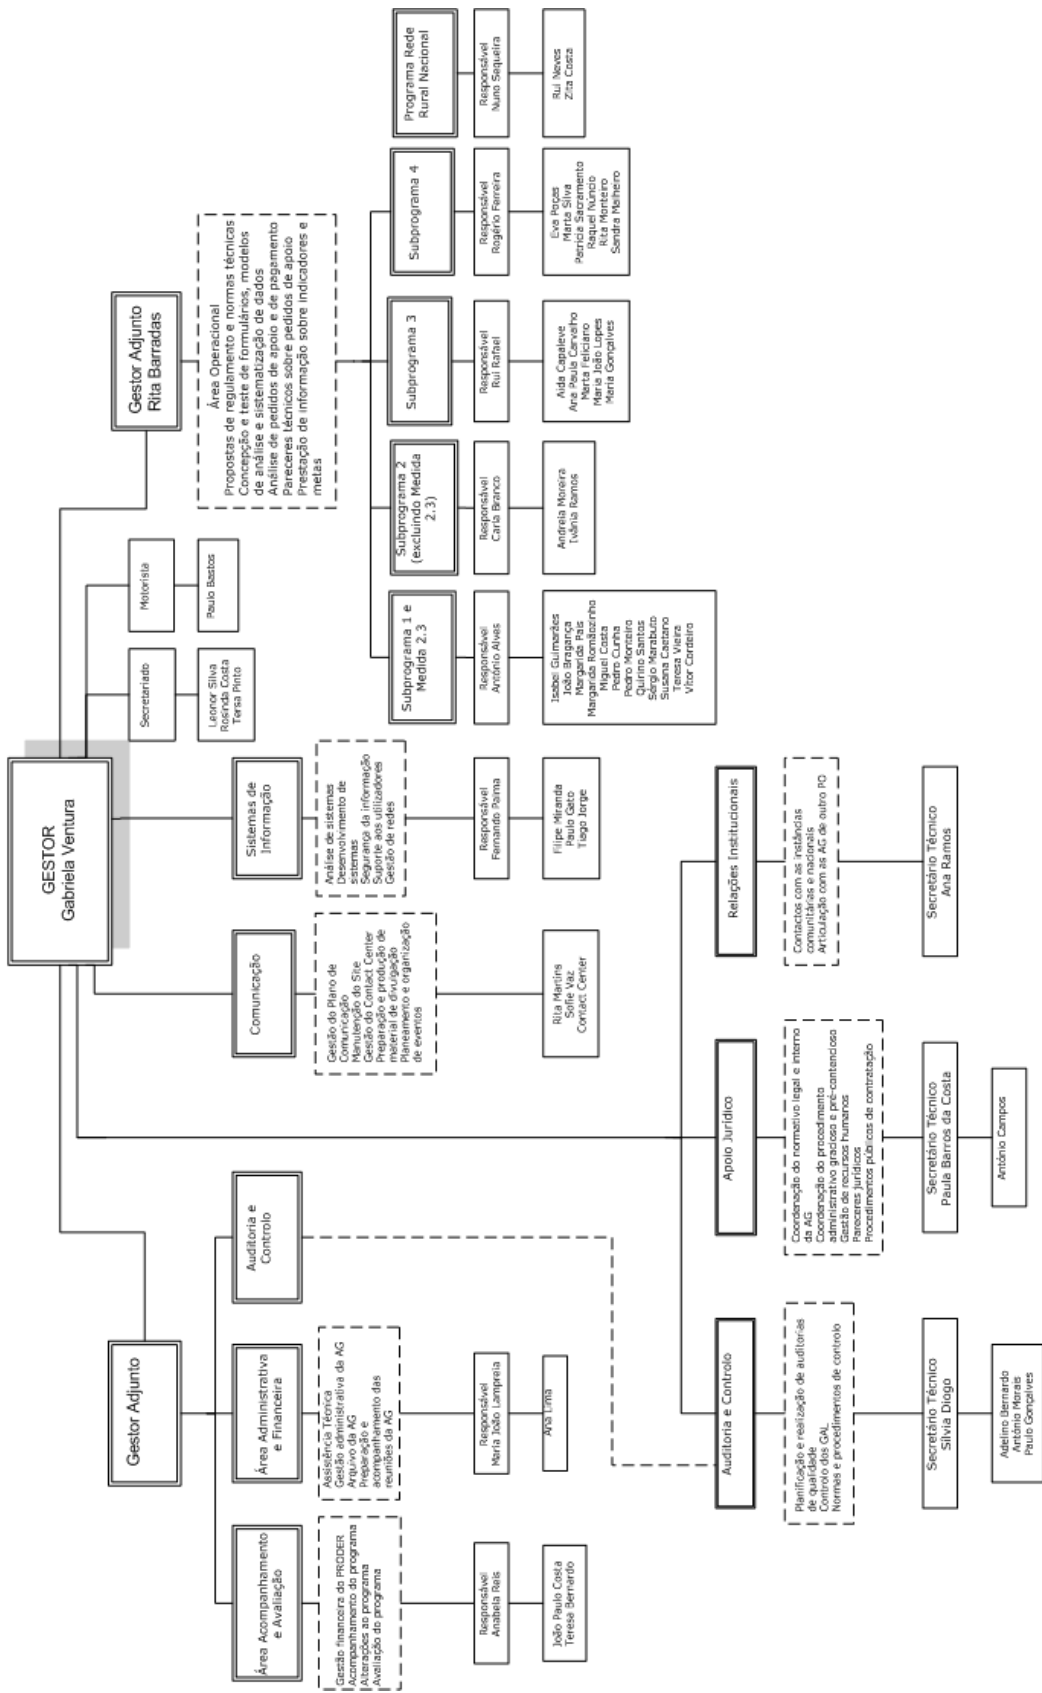 GESTOR
Gabriela Ventura
Gestor Adjunto
Gestor Adjunto
Rita Barradas
Secretariado
Leonor Silva
Rosinda Costa
Tersa Pinto
Motorista
Paulo Bastos
Área Acompanhamento
e Avaliação
Gestão financeira do PRODER
Acompanhamento do programa
Alterações ao programa
Avaliação do programa
Responsável
Anabela Reis
João Paulo Costa
Teresa Bernardo
Área Administrativa
e Financeira
Assistência Técnica
Gestão administrativa da AG
Arquivo da AG
Preparação e
acompanhamento das
reuniões da AG
Responsável
Maria João Lampreia
Ana Lima
Auditoria e
Controlo
Comunicação
Gestão do Plano de
Comunicação
Manutenção do Site
Gestão do Contact Center
Preparação e produção de
material de divulgação
Planeamento e organização
de eventos
Rita Martins
Sofie Vaz
Contact Center
Sistemas de
Informação
Análise de sistemas
Desenvolvimento de
sistemas
Segurança da informação
Suporte aos utilizadores
Gestão de redes
Responsável
Fernando Palma
Filipe Miranda
Paulo Gato
Tiago Jorge
Área Operacional
Propostas de regulamento e normas técnicas
Concepção e teste de formulários, modelos
de análise e sistematização de dados
Análise de pedidos de apoio e de pagamento
Pareceres técnicos sobre pedidos de apoio
Prestação de informação sobre indicadores e
metas
Subprograma 1 e
Medida 2.3
Responsável
António Alves
Isabel Guimarães
João Bragança
Margarida Pais
Margarida Romãozinho
Miguel Costa
Pedro Cunha
Pedro Monteiro
Quirino Santos
Sérgio Marabuto
Susana Caetano
Teresa Vieira
Vítor Cordeiro
Subprograma 2
(excluindo Medida
2.3)
Responsável
Carla Branco
Andreia Moreira
Ivânia Ramos
Subprograma 3
Responsável
Rui Rafael
Aida Capaleve
Ana Paula Carvalho
Marta Feliciano
Maria João Lopes
Maria Gonçalves
Subprograma 4
Responsável
Rogério Ferreira
Eva Poças
Marta Silva
Patrícia Sacramento
Raquel Núncio
Rita Monteiro
Sandra Malheiro
Programa Rede
Rural Nacional
Responsável
Nuno Sequeira
Rui Neves
Zita Costa
Auditoria e Controlo
Planificação e realização de auditorias
de qualidade
Controlo dos GAL
Normas e procedimentos de controlo
Secretário Técnico
Silvia Diogo
Adelino Bernardo
António Morais
Paulo Gonçalves
Apoio Jurídico
Coordenação do normativo legal e interno
da AG
Coordenação do procedimento
administrativo gracioso e pré-contencioso
Gestão de recursos humanos
Pareceres jurídicos
Procedimentos públicos de contratação
Secretário Técnico
Paula Barros da Costa
António Campos
Relações Institucionais
Contactos com as instâncias
comunitárias e nacionais
Articulação com as AG de outro PO
Secretário Técnico
Ana Ramos